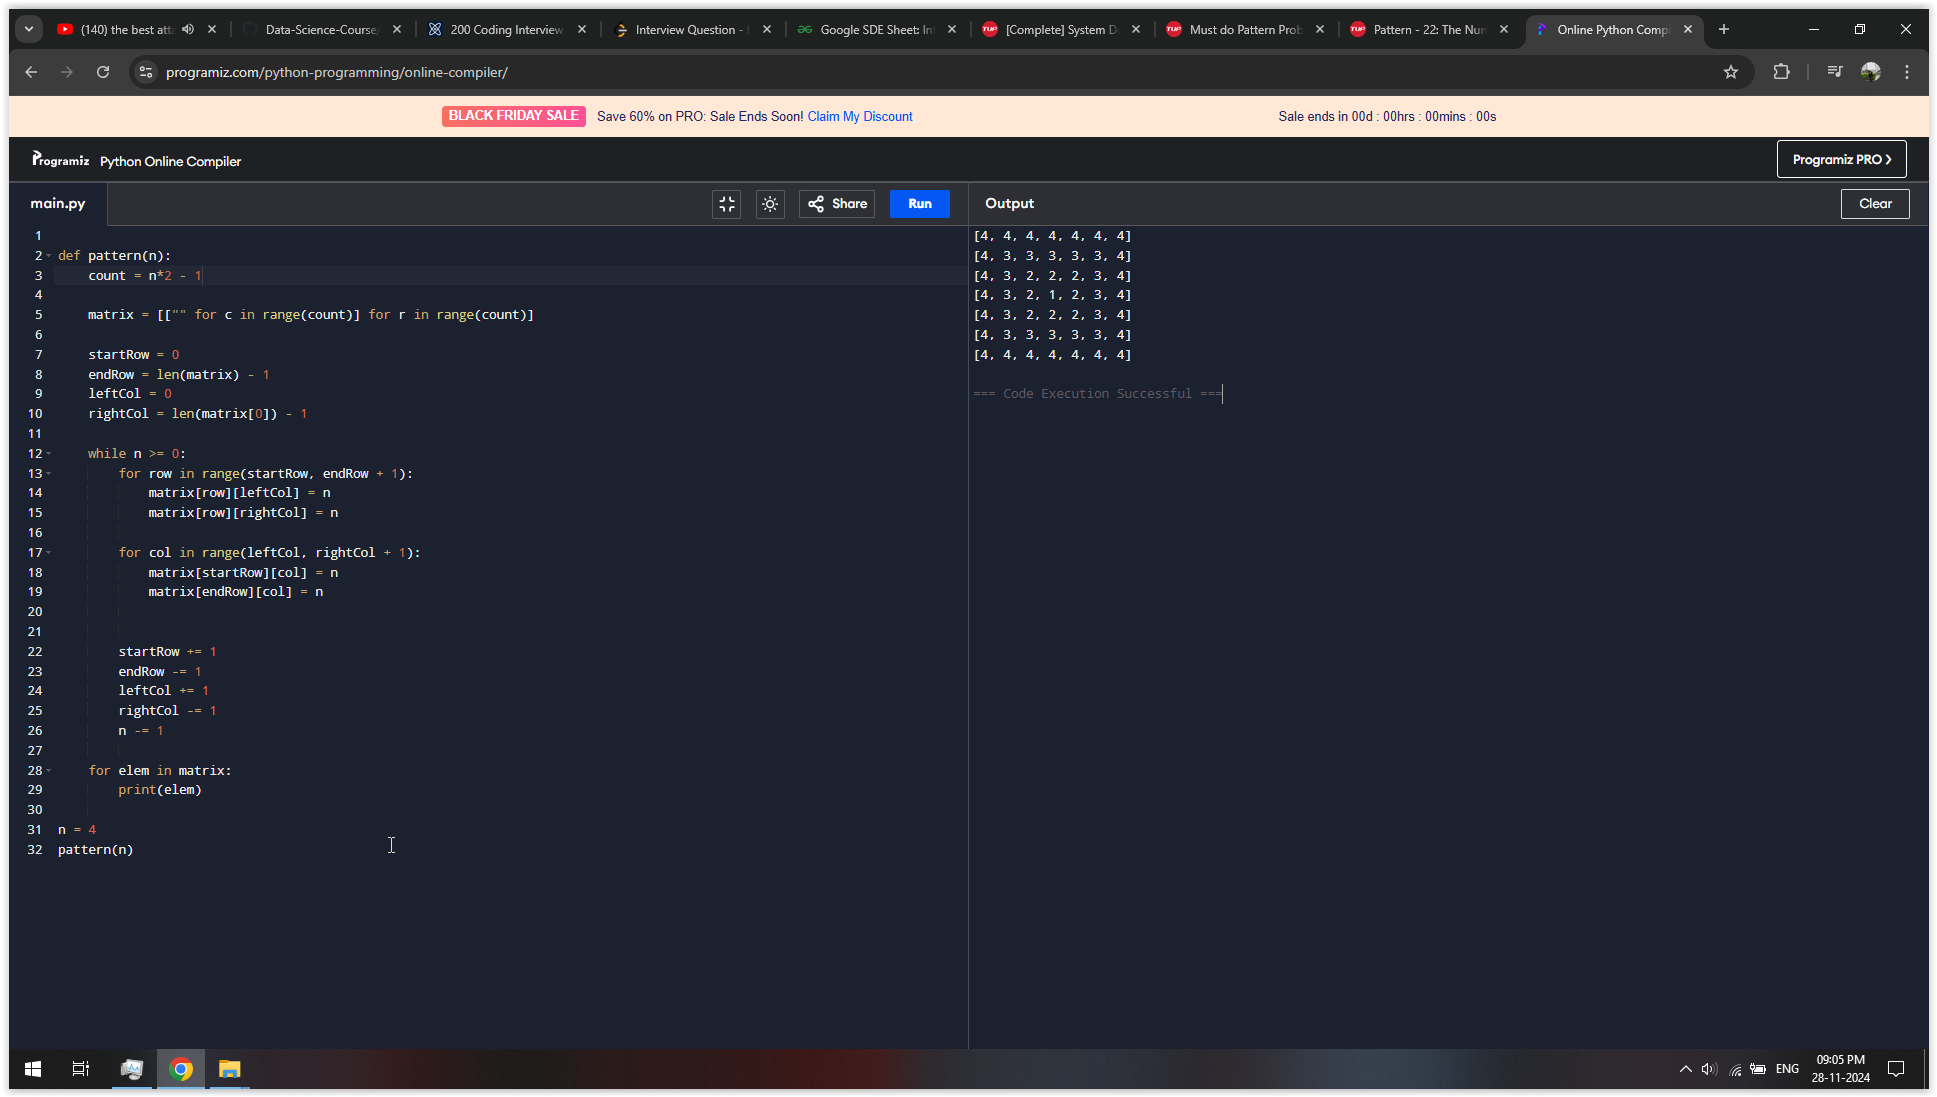 (140) the best att
Data-Science-Course
200 Coding Interview
Interview Question -
Google SDE Sheet: In
[Complete] System D
Must do Pattern Prob
Pattern - 22: The Num
Online Python Compi
programiz.com/python-programming/online-compiler/
BLACK FRIDAY SALE Save 60% on PRO: Sale Ends Soon! Claim My Discount Sale ends in 00d : 00hrs : 00mins : 00s
Programiz Python Online Compiler
Programiz PRO
main.py
Share
Run
Output
Clear
1
2 def pattern(n):
3     count = n*2 - 1
4
5     matrix = [["" for c in range(count)] for r in range(count)]
6
7     startRow = 0
8     endRow = len(matrix) - 1
9     leftCol = 0
10     rightCol = len(matrix[0]) - 1
11
12     while n >= 0:
13         for row in range(startRow, endRow + 1):
14             matrix[row][leftCol] = n
15             matrix[row][rightCol] = n
16
17         for col in range(leftCol, rightCol + 1):
18             matrix[startRow][col] = n
19             matrix[endRow][col] = n
20
21
22         startRow += 1
23         endRow -= 1
24         leftCol += 1
25         rightCol -= 1
26         n -= 1
27
28     for elem in matrix:
29         print(elem)
30
31 n = 4
32 pattern(n)
[4, 4, 4, 4, 4, 4, 4]
[4, 3, 3, 3, 3, 3, 4]
[4, 3, 2, 2, 2, 3, 4]
[4, 3, 2, 1, 2, 3, 4]
[4, 3, 2, 2, 2, 3, 4]
[4, 3, 3, 3, 3, 3, 4]
[4, 4, 4, 4, 4, 4, 4]
=== Code Execution Successful ===
ENG
09:05 PM
28-11-2024